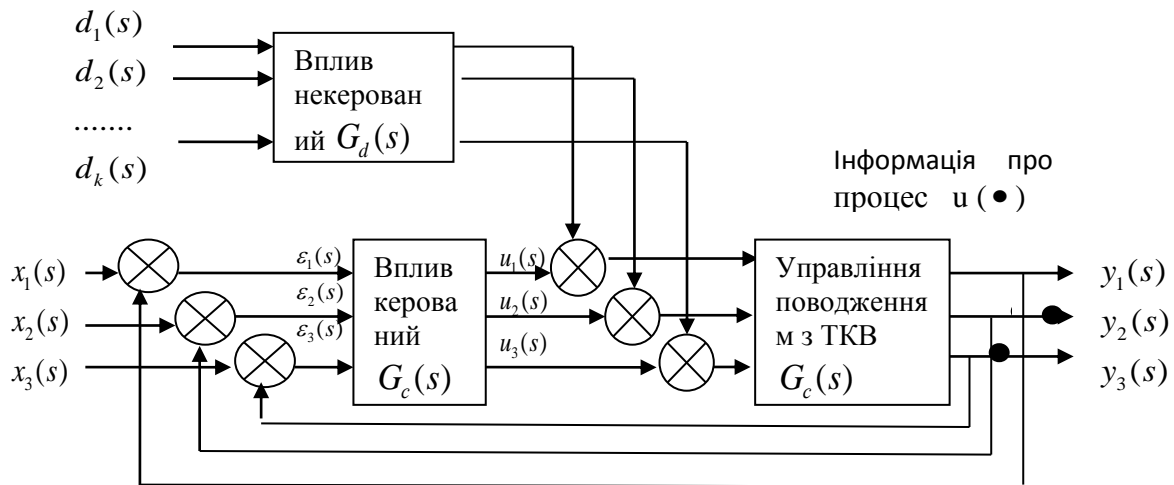 d₁(s)
d₂(s)
.......
dₖ(s)
Вплив
некерован
ий G_d(s)
Інформація про
процес u (●)
x₁(s)
x₂(s)
x₃(s)
ε₁(s)
ε₂(s)
ε₃(s)
Вплив
керова
ний
G_c(s)
u₁(s)
u₂(s)
u₃(s)
Управління
поводження
м з ТКВ
G_c(s)
y₁(s)
y₂(s)
y₃(s)